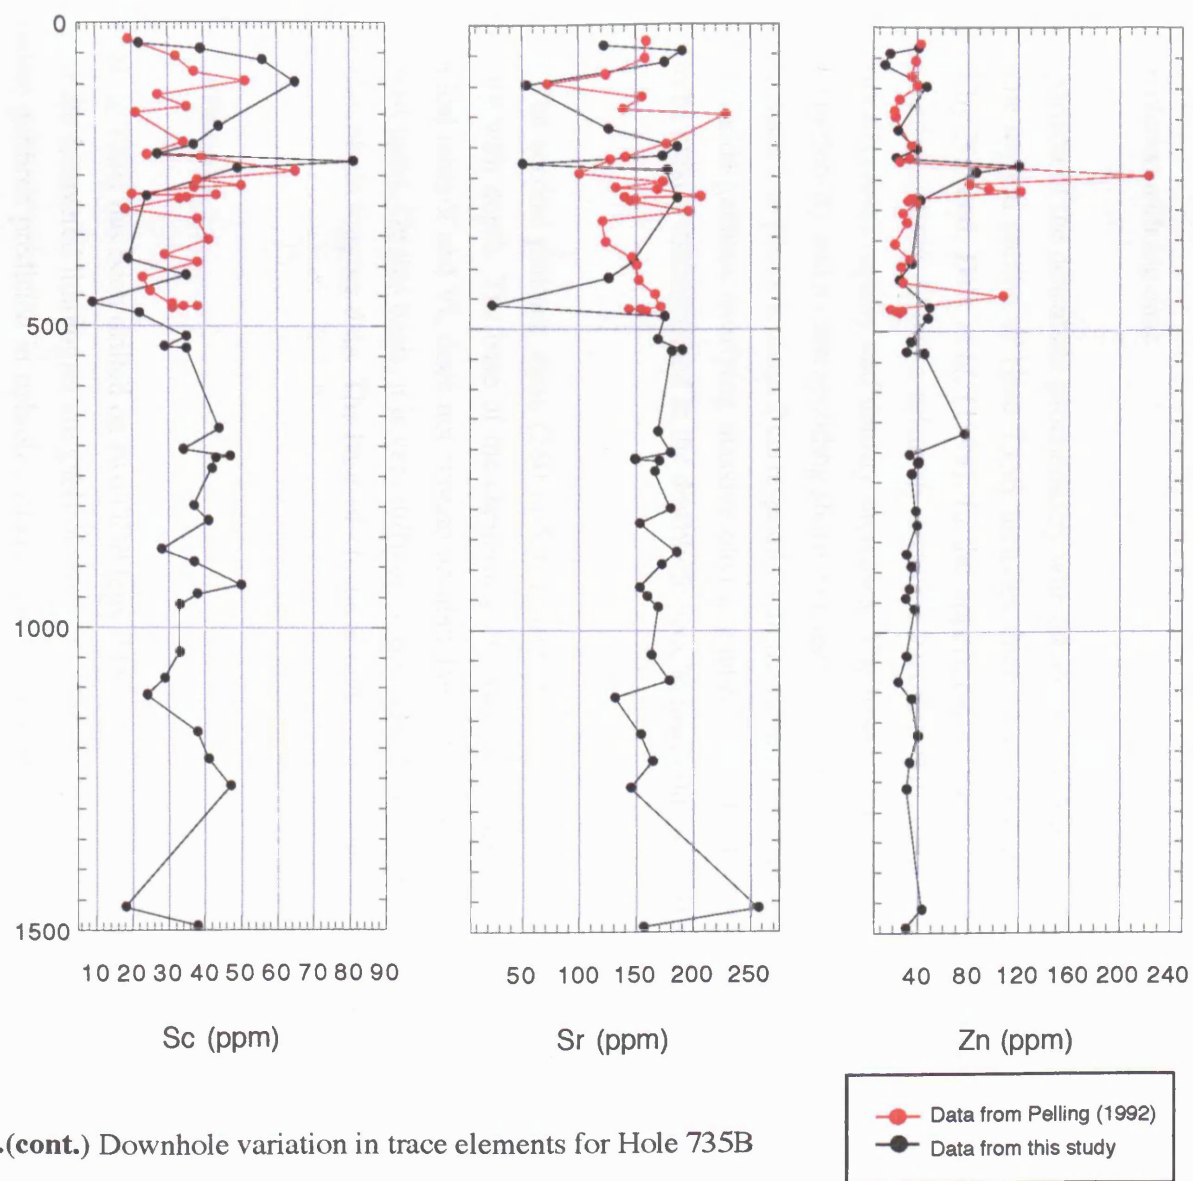 0
500
1000
1500
10 20 30 40 50 60 70 80 90
50 100 150 200 250
40 80 120 160 200 240
Sc (ppm)
Sr (ppm)
Zn (ppm)
Data from Pelling (1992)
Data from this study
.(cont.) Downhole variation in trace elements for Hole 735B